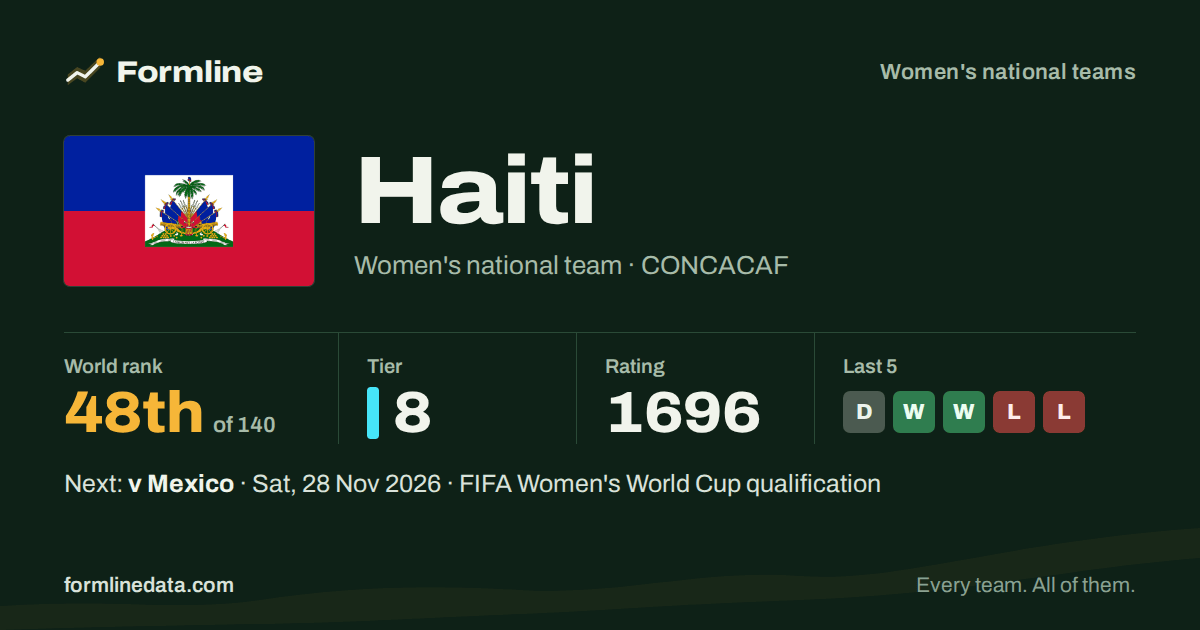 Formline
Women's national teams
Haiti
Women's national team · CONCACAF
World rank
48th of 140
Tier
8
Rating
1696
Last 5
D W W L L
Next: v Mexico · Sat, 28 Nov 2026 · FIFA Women's World Cup qualification
formlinedata.com
Every team. All of them.